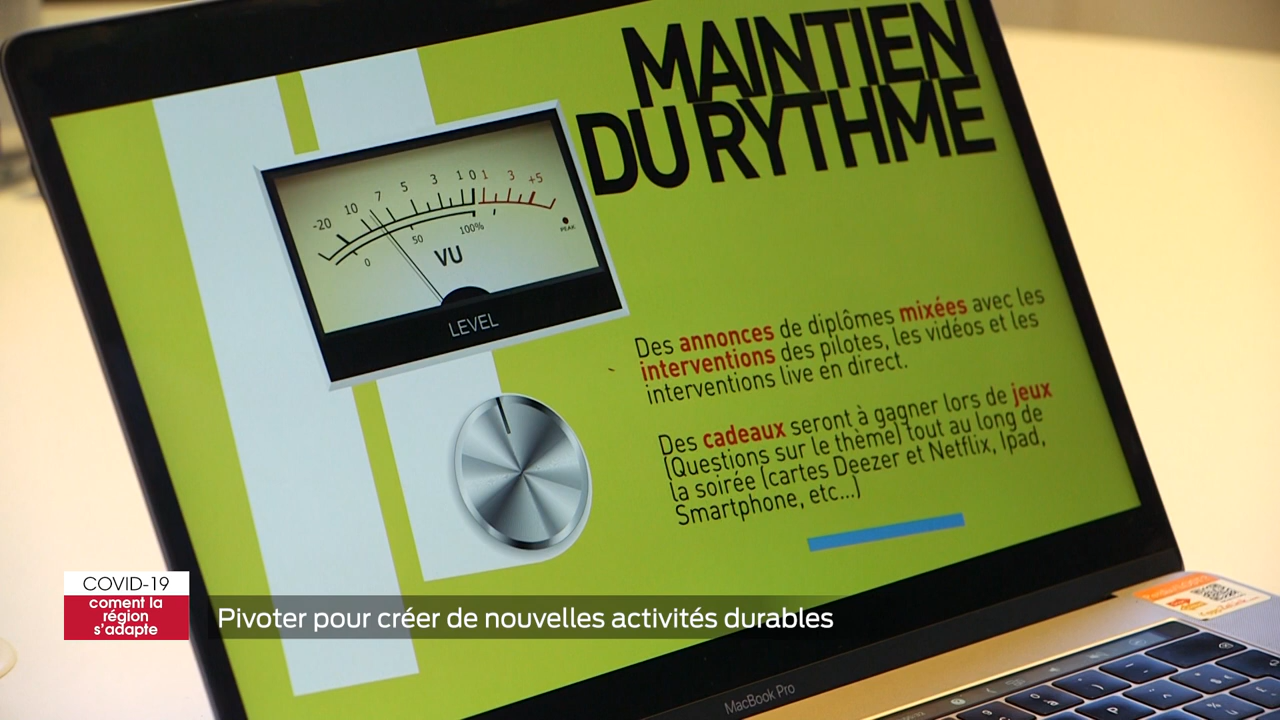 MAINTIEN
DU RYTHME
-20 10 7 5 3 1 0 1 3 +5
0 50 100%
PEAK
VU
LEVEL
Des annonces de diplômes mixées avec les
interventions des pilotes, les vidéos et les
interventions live en direct.
Des cadeaux seront à gagner lors de jeux
(Questions sur le thème) tout au long de
la soirée (cartes Deezer et Netflix, Ipad,
Smartphone, etc...)
COVID-19
coment la
région
s'adapte
Pivoter pour créer de nouvelles activités durables
MacBook Pro